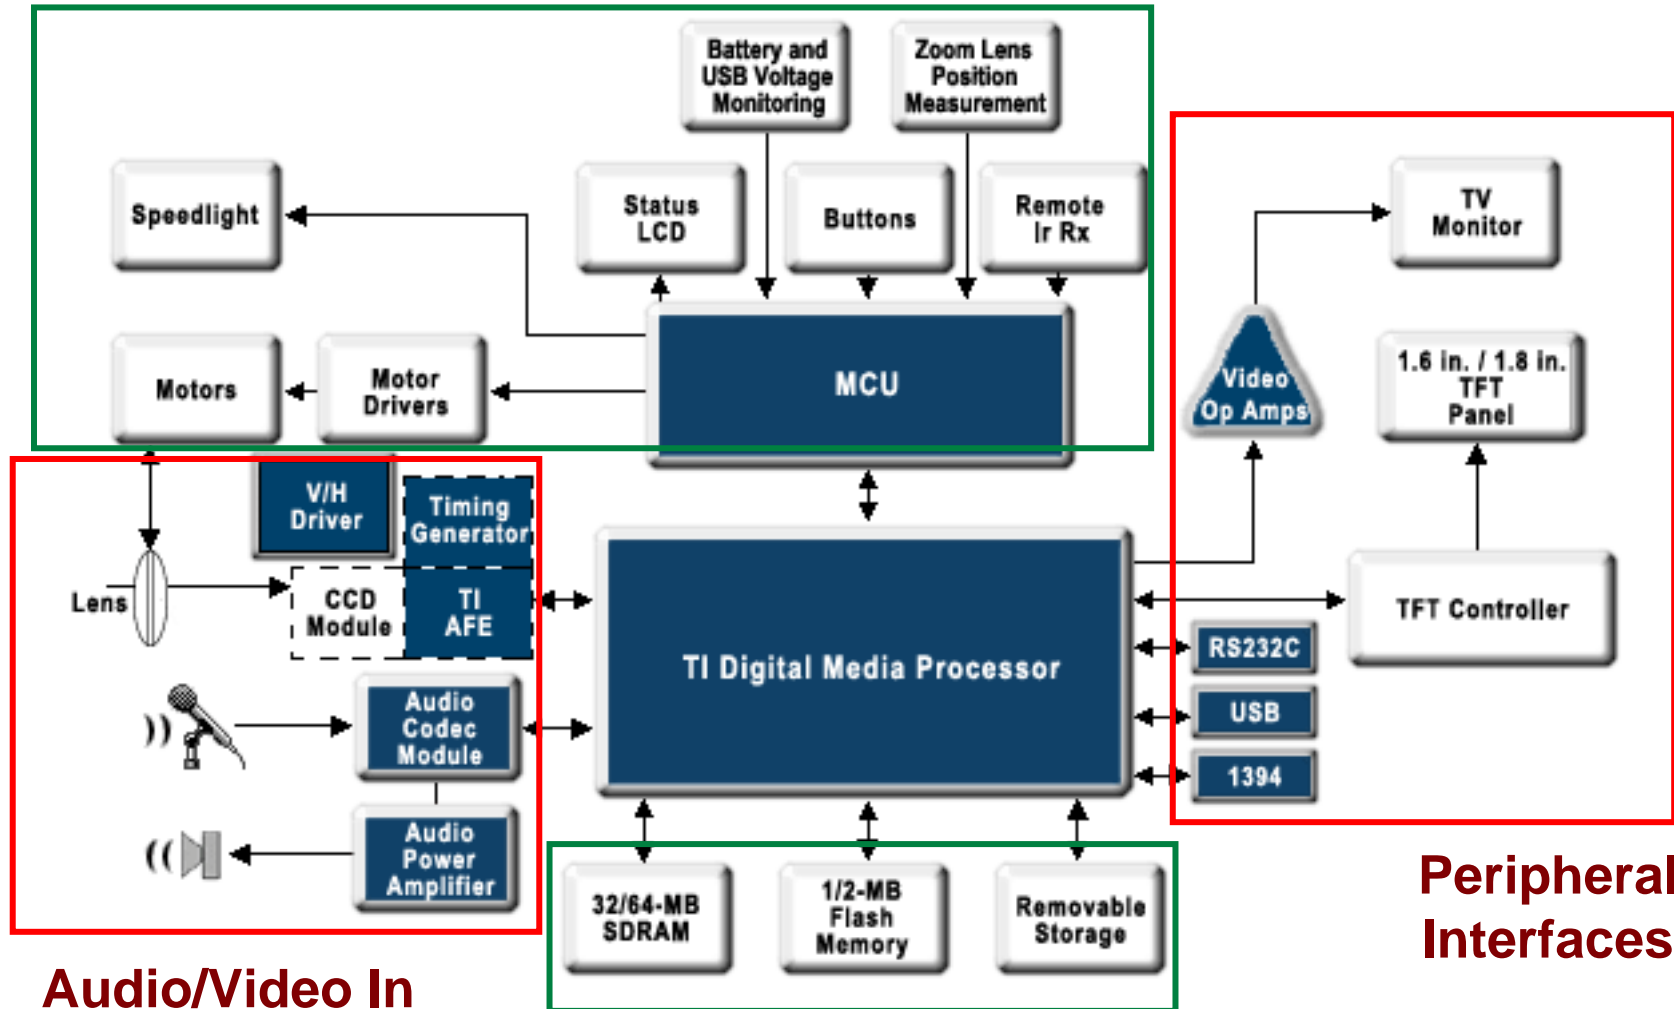 Battery and
USB Voltage
Monitoring
Zoom Lens
Position
Measurement
Speedlight
Status
LCD
Buttons
Remote
Ir Rx
TV
Monitor
Motors
Motor
Drivers
MCU
Video
Op Amps
1.6 in. / 1.8 in.
TFT
Panel
V/H
Driver
Timing
Generator
Lens
CCD
Module
TI
AFE
TI Digital Media Processor
TFT Controller
RS232C
USB
1394
Audio
Codec
Module
Audio
Power
Amplifier
32/64-MB
SDRAM
1/2-MB
Flash
Memory
Removable
Storage
Peripheral
Interfaces
Audio/Video In